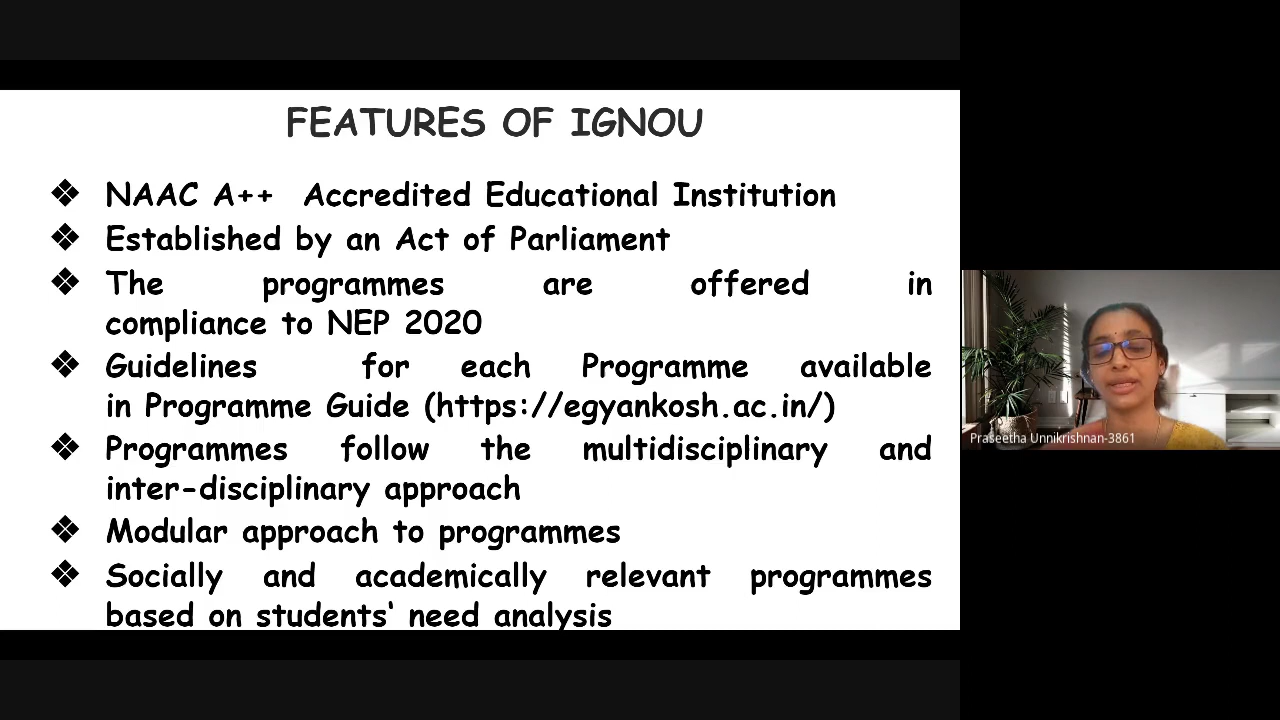 FEATURES OF IGNOU
❖ NAAC A++ Accredited Educational Institution
❖ Established by an Act of Parliament
❖ The programmes are offered in
compliance to NEP 2020
❖ Guidelines for each Programme available
in Programme Guide (https://egyankosh.ac.in/)
❖ Programmes follow the multidisciplinary and
inter-disciplinary approach
❖ Modular approach to programmes
❖ Socially and academically relevant programmes
based on students‘ need analysis
Praseetha Unnikrishnan-3861